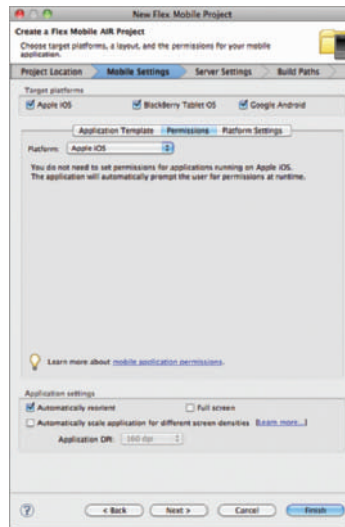 New Flex Mobile Project
Create a Flex Mobile AIR Project
Choose target platforms, a layout, and the permissions for your mobile
application.
Project Location Mobile Settings Server Settings Build Paths
Target platforms
Apple iOS BlackBerry Tablet OS Google Android
Application Template Permissions Platform Settings
Platform: Apple iOS
You do not need to set permissions for applications running on Apple iOS.
The application will automatically prompt the user for permissions at runtime.
Learn more about mobile application permissions.
Application settings
Automatically reorient Full screen
Automatically scale application for different screen densities [Learn more...]
Application DPI: 160 dpi
? < Back Next > Cancel Finish